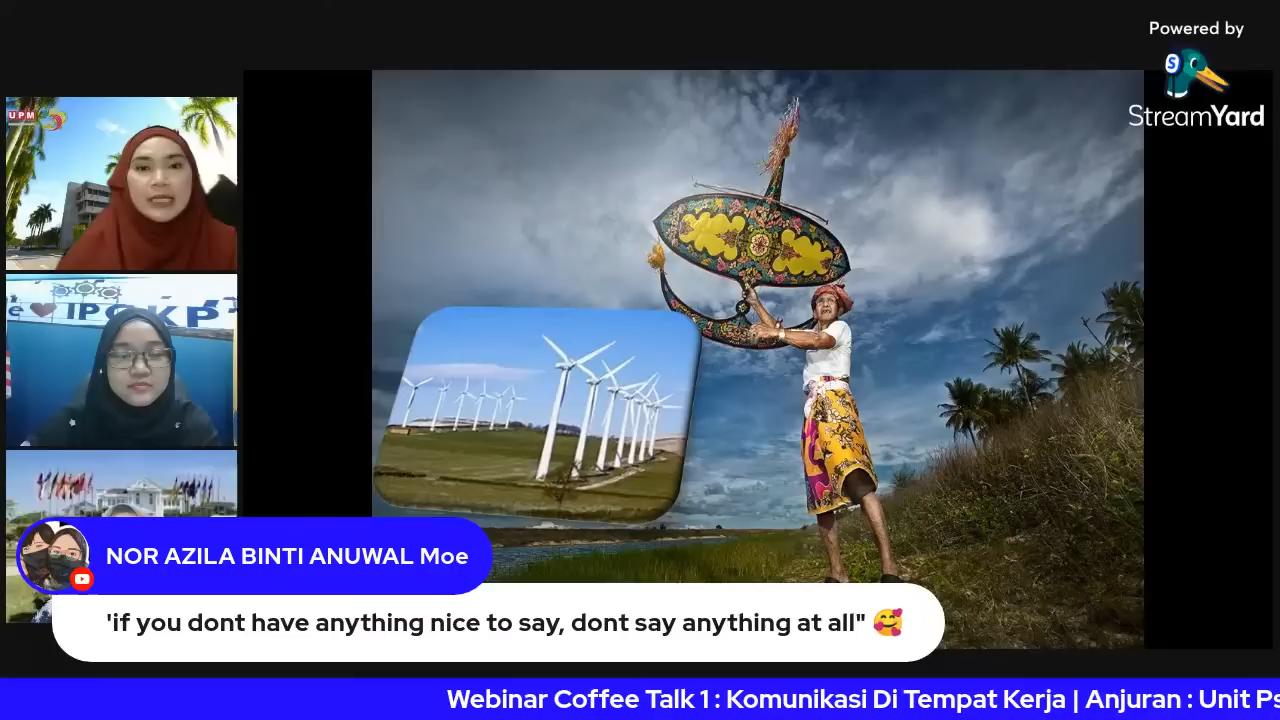 Powered by
StreamYard
UPM
IPGKP
NOR AZILA BINTI ANUWAL Moe
'if you dont have anything nice to say, dont say anything at all" 🥰
Webinar Coffee Talk 1 : Komunikasi Di Tempat Kerja | Anjuran : Unit Ps